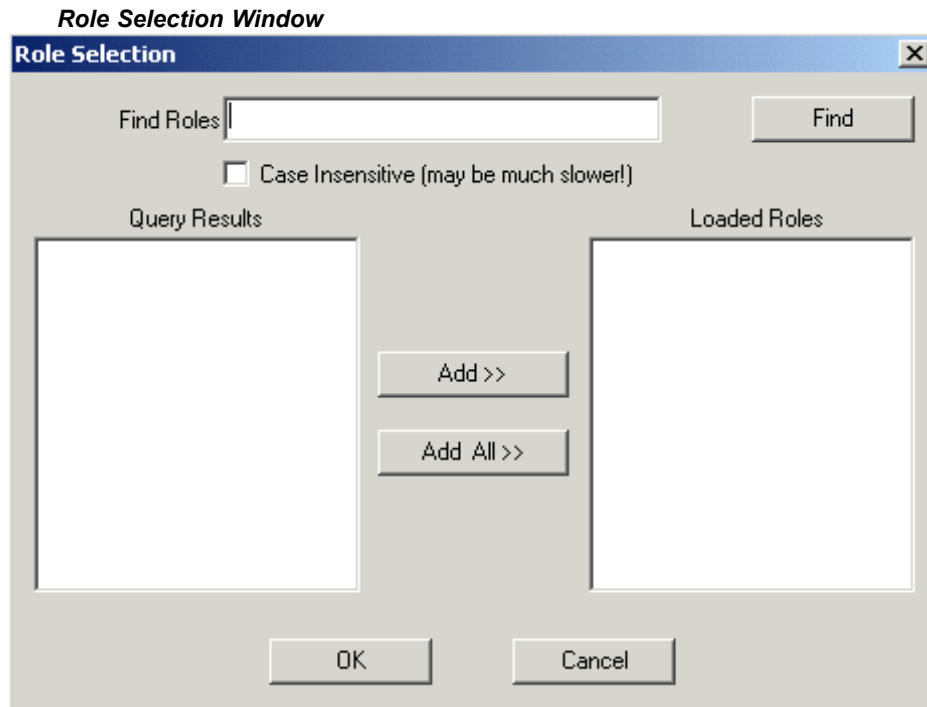 Role Selection Window
Role Selection
Find Roles
Find
Case Insensitive (may be much slower!)
Query Results
Loaded Roles
Add >>
Add All >>
OK
Cancel